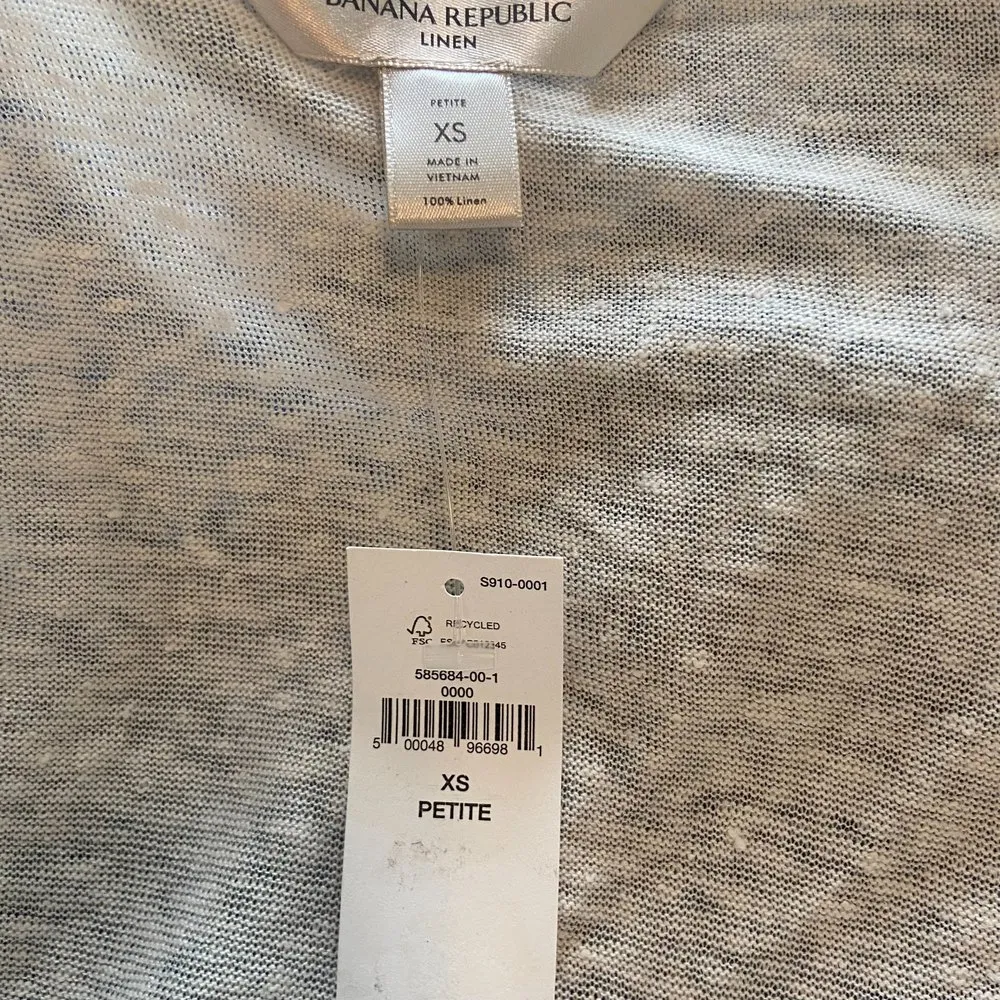 BANANA REPUBLIC
LINEN
PETITE
XS
MADE IN
VIETNAM
100% Linen
S910-0001
RECYCLED
FSC
585684-00-1
0000
5 00048 96698 1
XS
PETITE